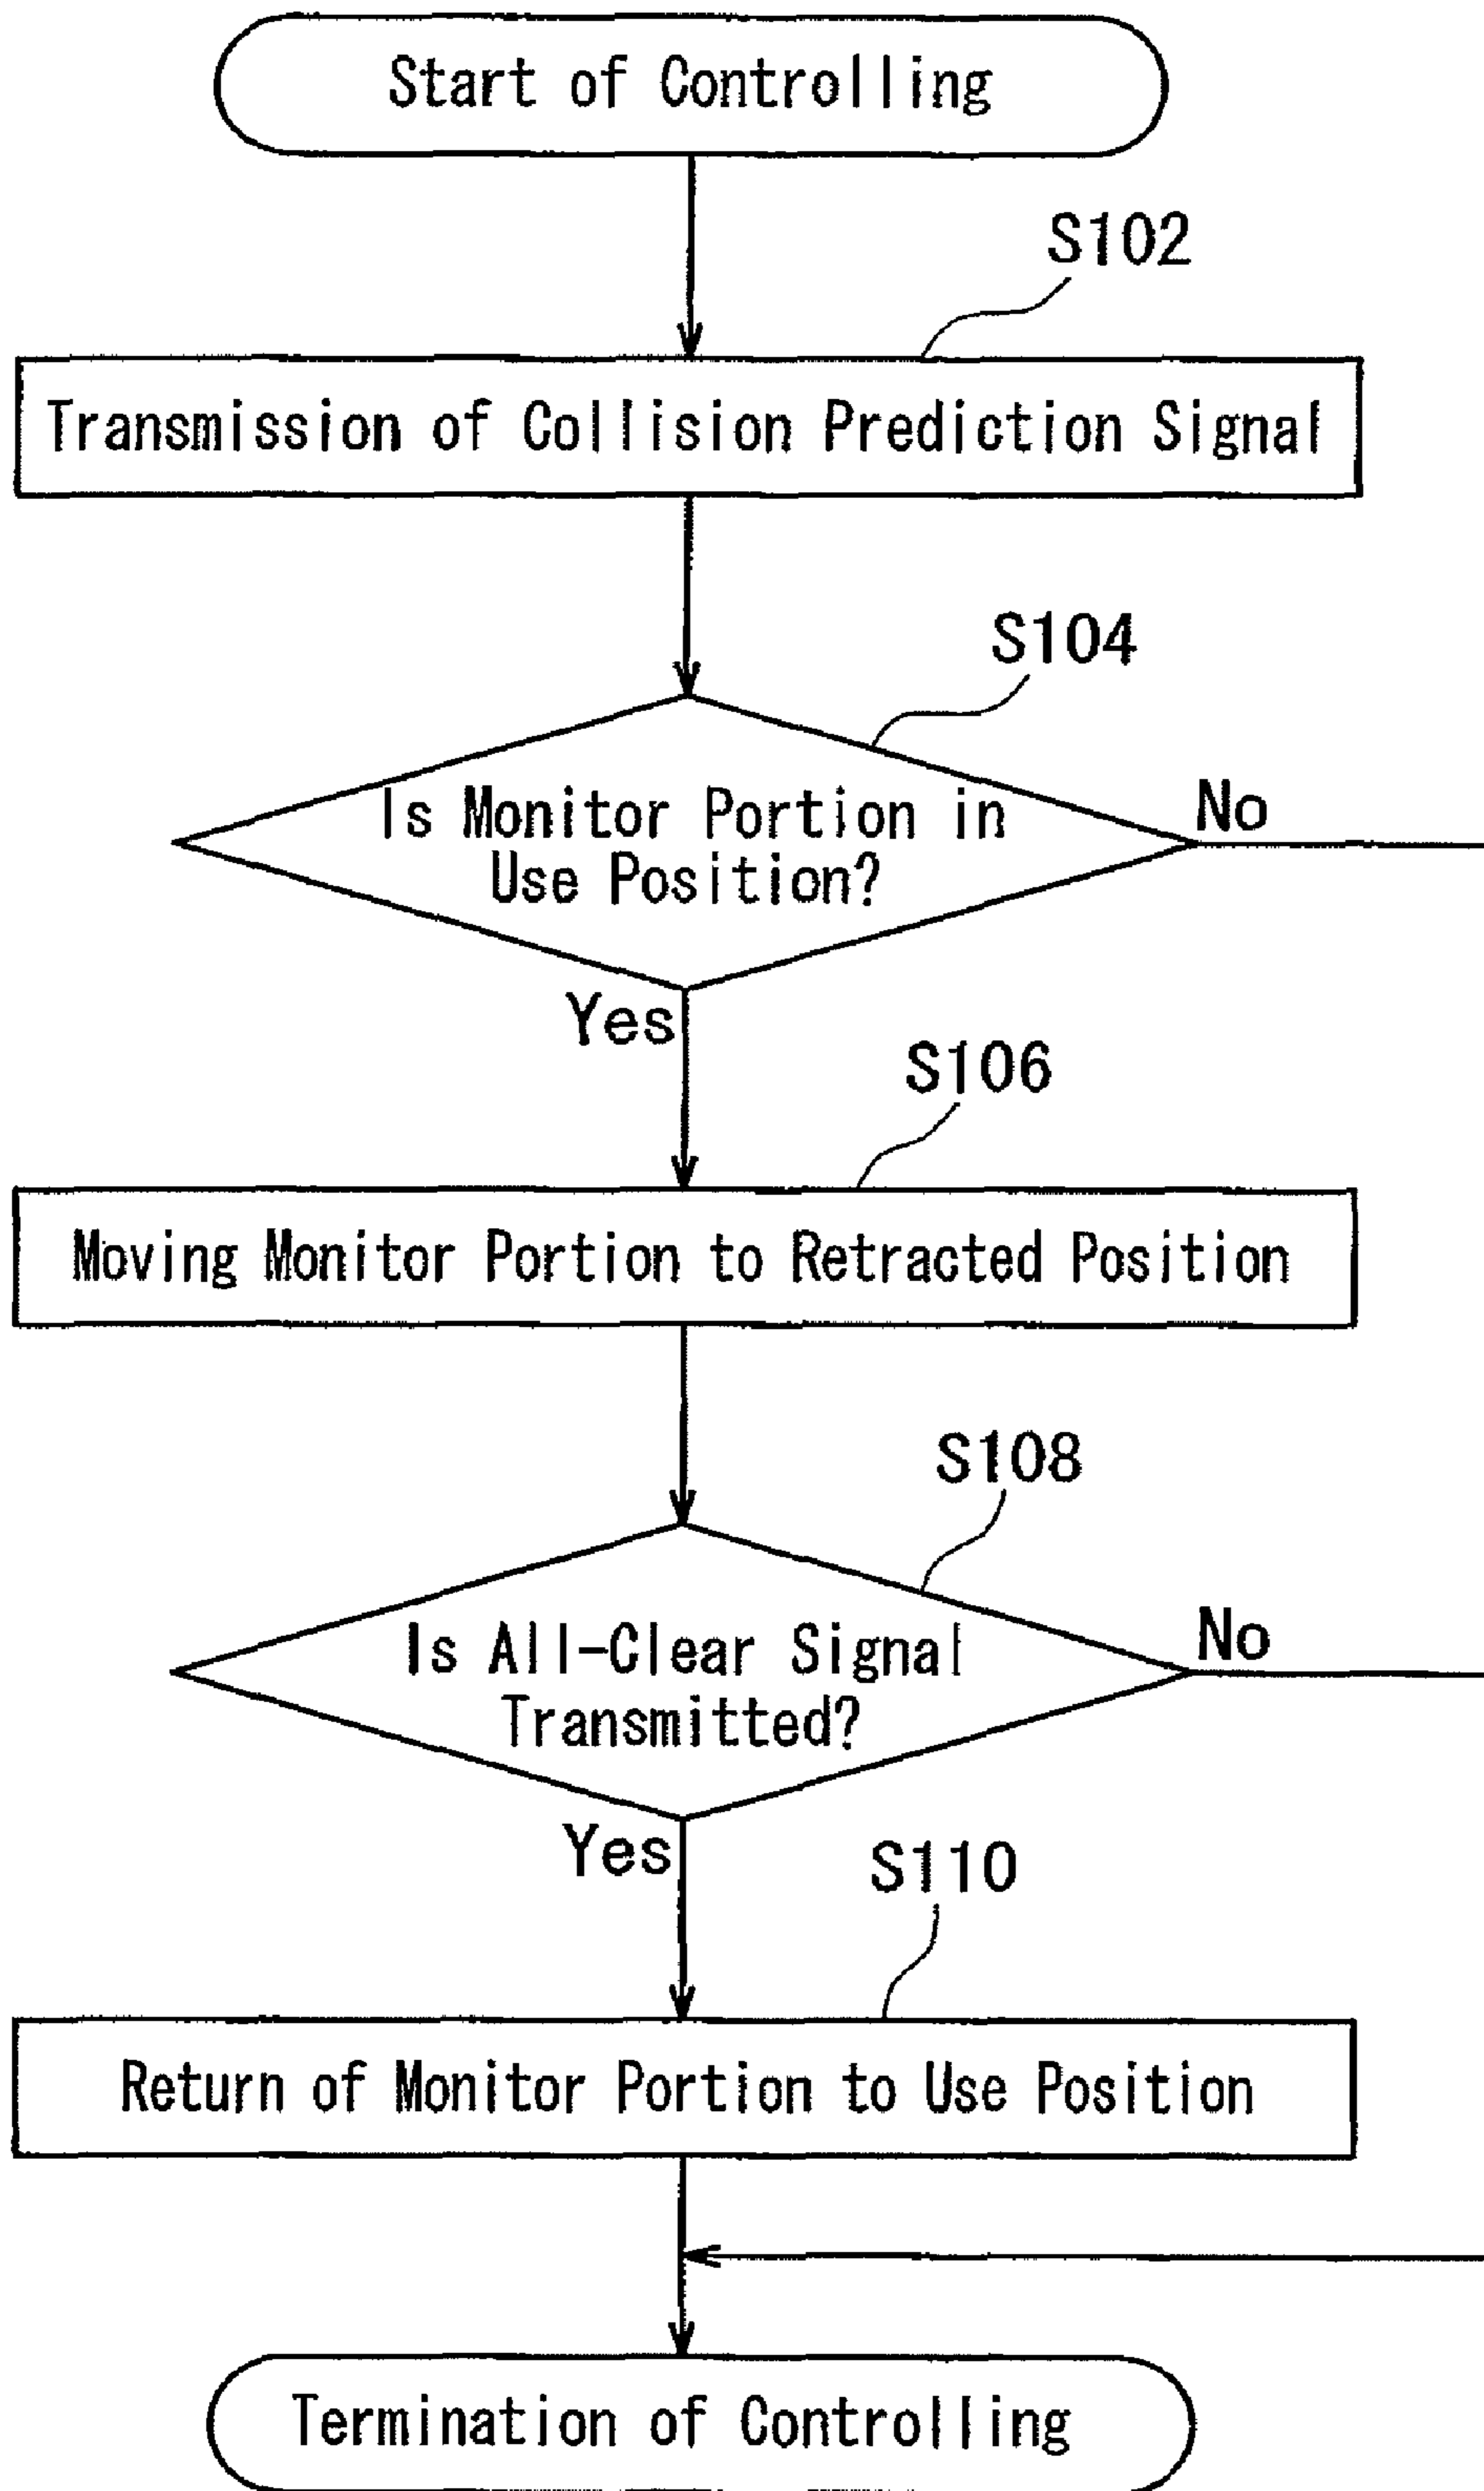 Start of Controlling
S102
Transmission of Collision Prediction Signal
S104
Is Monitor Portion in
Use Position?
No
Yes
S106
Moving Monitor Portion to Retracted Position
S108
Is All-Clear Signal
Transmitted?
No
Yes
S110
Return of Monitor Portion to Use Position
Termination of Controlling